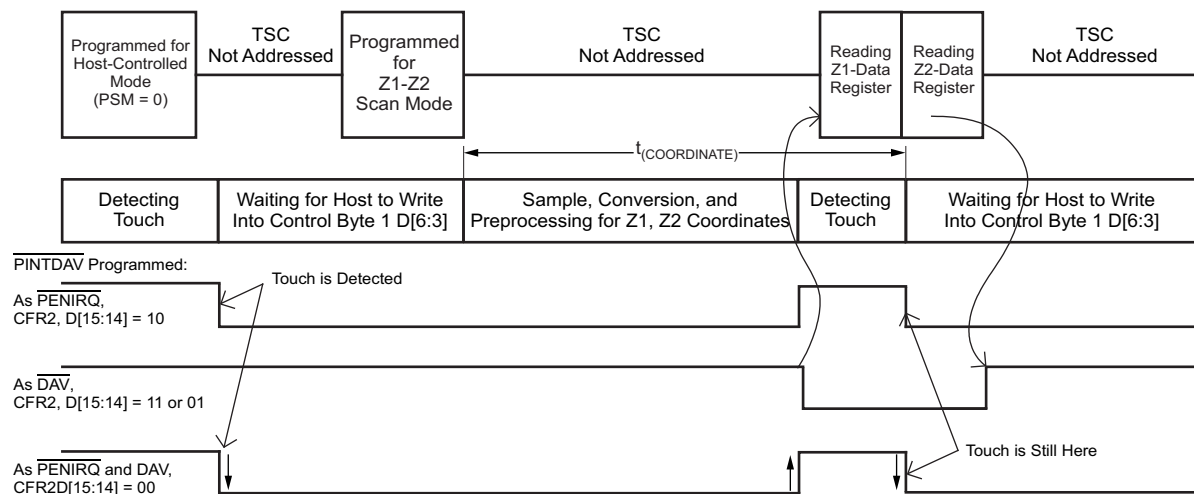 Programmed for
Host-Controlled
Mode
(PSM = 0)
TSC
Not Addressed
Programmed
for
Z1-Z2
Scan Mode
TSC
Not Addressed
Reading
Z1-Data
Register
Reading
Z2-Data
Register
TSC
Not Addressed
t(COORDINATE)
Detecting
Touch
Waiting for Host to Write
Into Control Byte 1 D[6:3]
Sample, Conversion, and
Preprocessing for Z1, Z2 Coordinates
Detecting
Touch
Waiting for Host to Write
Into Control Byte 1 D[6:3]
PINTDAV Programmed:
Touch is Detected
As PENIRQ,
CFR2, D[15:14] = 10
As DAV,
CFR2, D[15:14] = 11 or 01
Touch is Still Here
As PENIRQ and DAV,
CFR2D[15:14] = 00